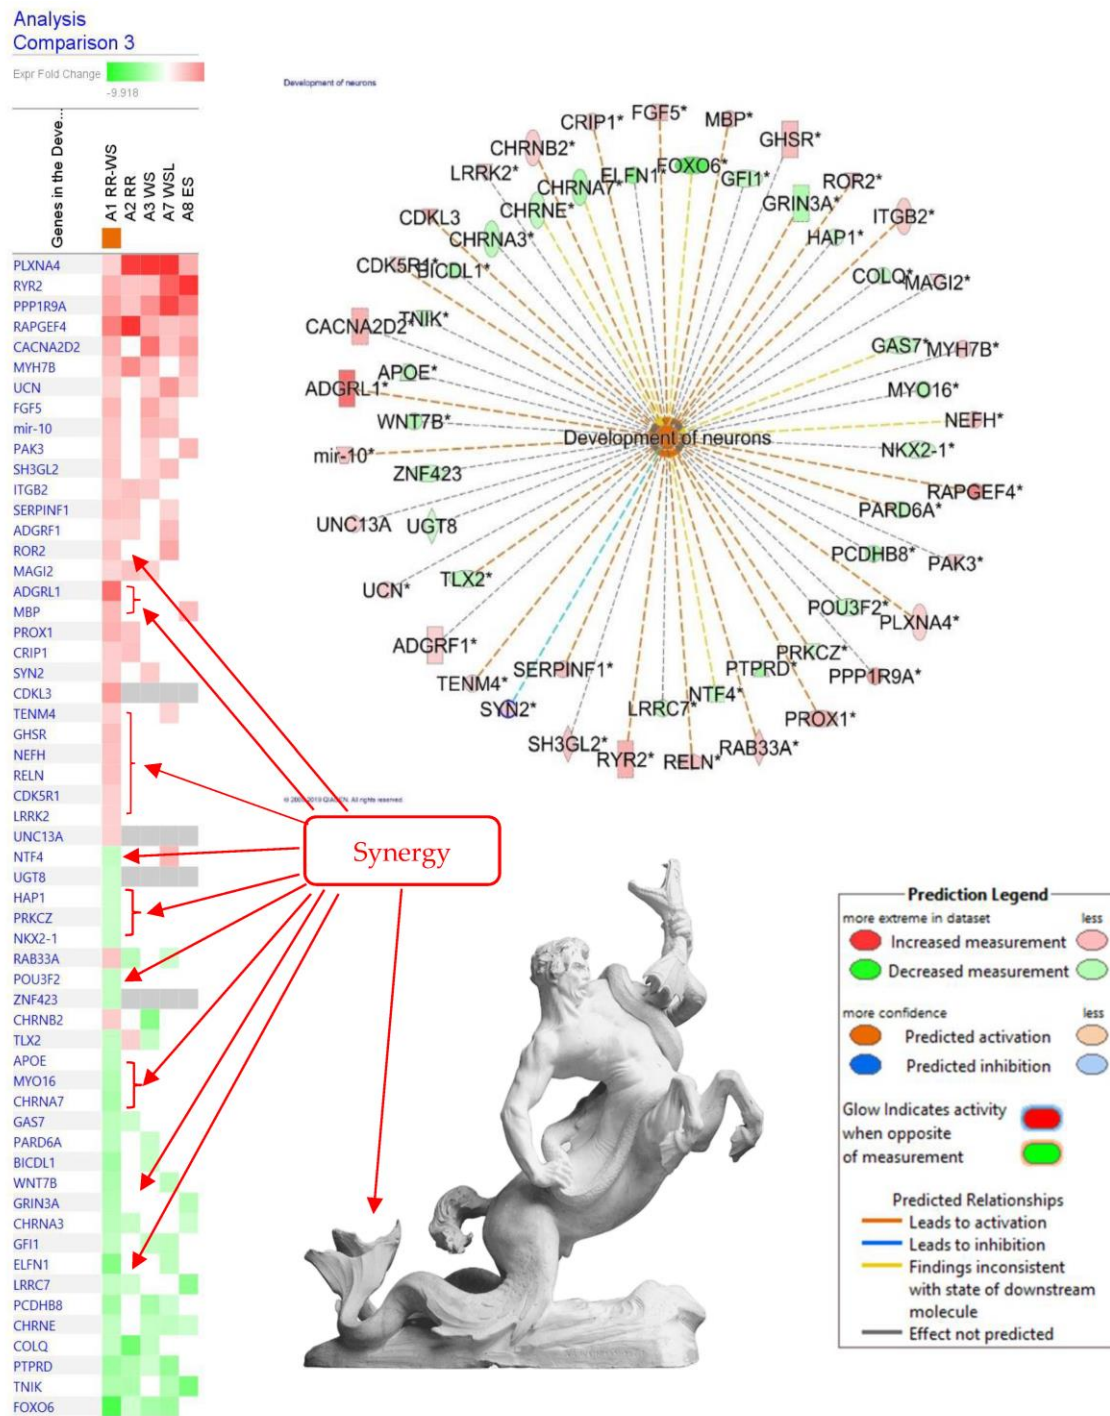 Analysis
Comparison 3
Expr Fold Change
-9.918
Genes in the Deve...
A1 RR-WS
A2 RR
A3 WS
A7 WSL
A8 ES
PLXNA4
RYR2
PPP1R9A
RAPGEF4
CACNA2D2
MYH7B
UCN
FGF5
mir-10
PAK3
SH3GL2
ITGB2
SERPINF1
ADGRF1
ROR2
MAGI2
ADGRL1
MBP
PROX1
CRIP1
SYN2
CDKL3
TENM4
GHSR
NEFH
RELN
CDK5R1
LRRK2
UNC13A
NTF4
UGT8
HAP1
PRKCZ
NKX2-1
RAB33A
POU3F2
ZNF423
CHRNB2
TLX2
APOE
MYO16
CHRNA7
GAS7
PARD6A
BICDL1
WNT7B
GRIN3A
CHRNA3
GFI1
ELFN1
LRRC7
PCDHB8
CHRNE
COLQ
PTPRD
TNIK
FOXO6
Development of neurons
FGF5*
CRIP1*
MBP*
CHRNB2*
GHSR*
LRRK2*
ELFN1*
FOXO6*
GFI1*
ROR2*
CHRNA7*
CHRNE*
GRIN3A*
ITGB2*
CDKL3
CHRNA3*
HAP1*
CDK5R1*
BICDL1*
COLQ*
MAGI2*
CACNA2D2*
TNIK*
GAS7*
MYH7B*
APOE*
ADGRL1*
MYO16*
WNT7B*
NEFH*
Development of neurons
mir-10*
NKX2-1*
ZNF423
RAPGEF4*
PARD6A*
UNC13A
UGT8
PCDHB8*
PAK3*
TLX2*
UCN*
POU3F2*
PLXNA4*
ADGRF1*
PRKCZ*
SERPINF1*
PTPRD*
PPP1R9A*
TENM4*
NTF4*
SYN2*
LRRC7*
PROX1*
SH3GL2*
RYR2*
RELN*
RAB33A*
QIAGEN. All rights reserved
Synergy
Prediction Legend
more extreme in dataset less
Increased measurement
Decreased measurement
more confidence less
Predicted activation
Predicted inhibition
Glow Indicates activity
when opposite
of measurement
Predicted Relationships
Leads to activation
Leads to inhibition
Findings inconsistent
with state of downstream
molecule
Effect not predicted